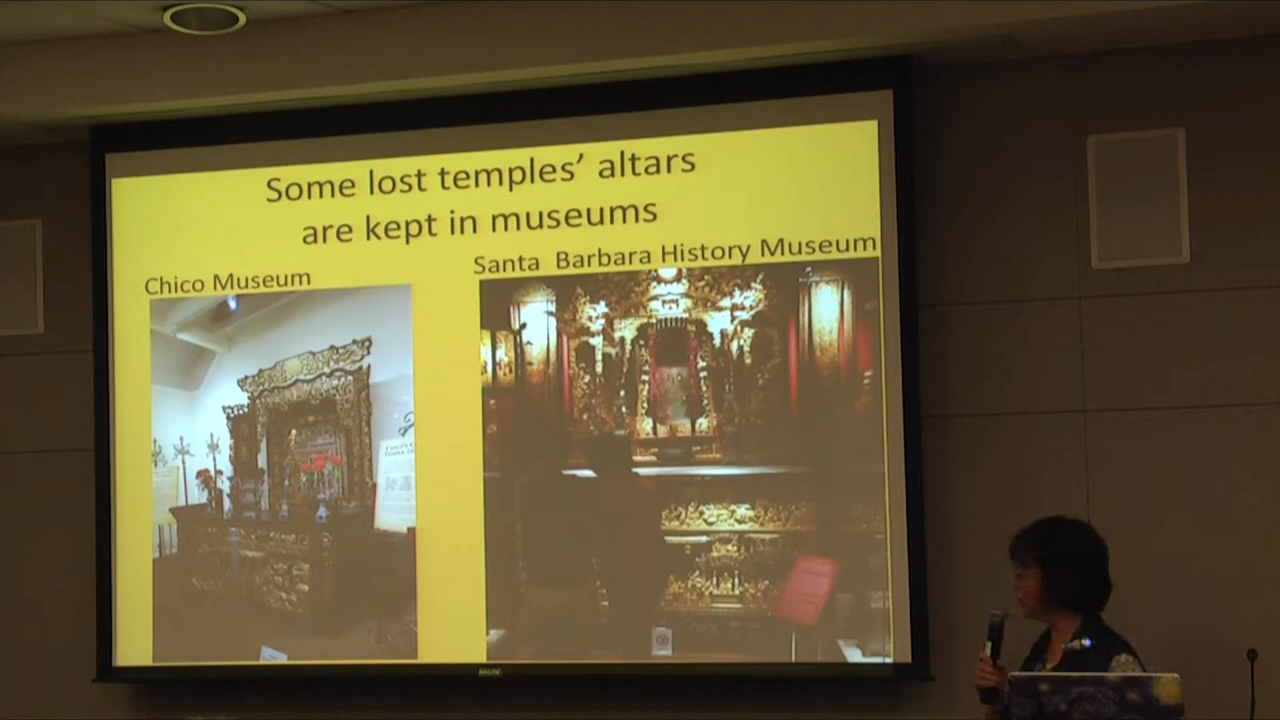 Some lost temples’ altars
are kept in museums
Chico Museum
Santa Barbara History Museum